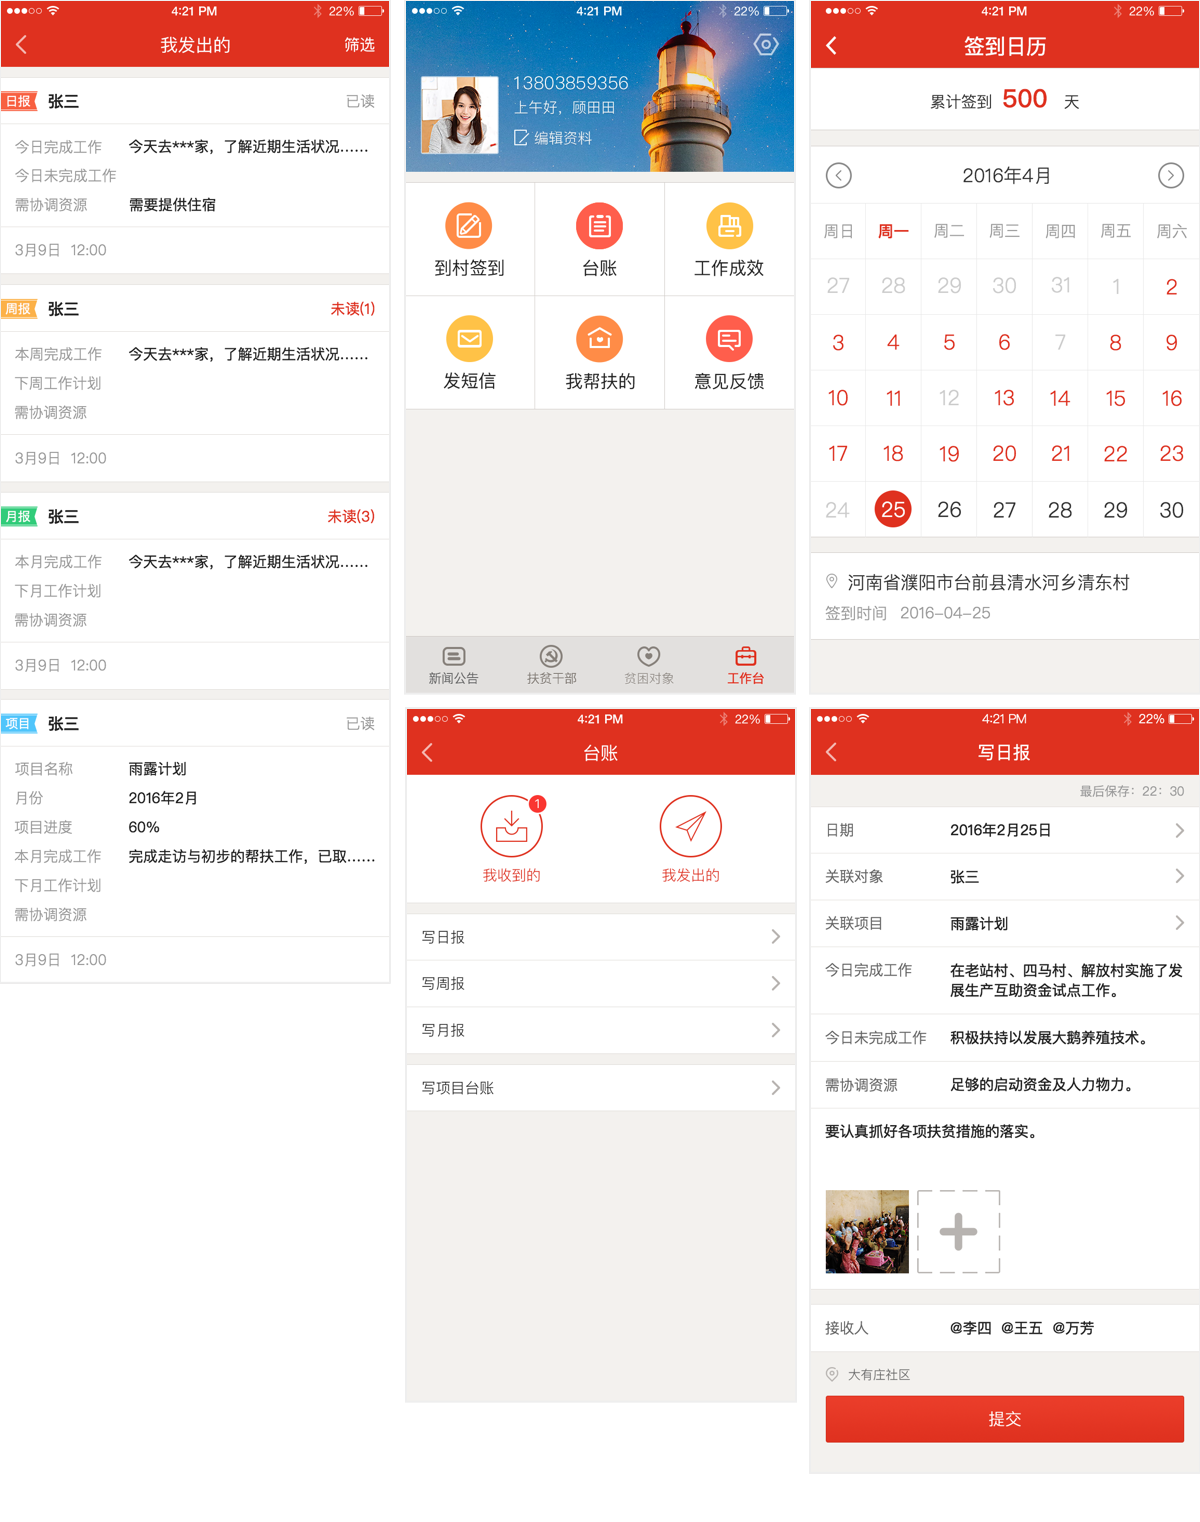 4:21 PM 22%
我发出的 筛选
日报 张三 已读
今日完成工作 今天去***家，了解近期生活状况......
今日未完成工作
需协调资源 需要提供住宿
3月9日 12:00
周报 张三 未读(1)
本周完成工作 今天去***家，了解近期生活状况......
下周工作计划
需协调资源
3月9日 12:00
月报 张三 未读(3)
本月完成工作 今天去***家，了解近期生活状况......
下月工作计划
需协调资源
3月9日 12:00
项目 张三 已读
项目名称 雨露计划
月份 2016年2月
项目进度 60%
本月完成工作 完成走访与初步的帮扶工作，已取......
下月工作计划
需协调资源
3月9日 12:00
4:21 PM 22%
13803859356
上午好，顾田田
编辑资料
到村签到 台账 工作成效
发短信 我帮扶的 意见反馈
新闻公告 扶贫干部 贫困对象 工作台
4:21 PM 22%
台账
1
我收到的 我发出的
写日报
写周报
写月报
写项目台账
4:21 PM 22%
签到日历
累计签到 500 天
2016年4月
周日 周一 周二 周三 周四 周五 周六
27 28 29 30 31 1 2
3 4 5 6 7 8 9
10 11 12 13 14 15 16
17 18 19 20 21 22 23
24 25 26 27 28 29 30
河南省濮阳市台前县清水河乡清东村
签到时间 2016-04-25
4:21 PM 22%
写日报
最后保存：22：30
日期 2016年2月25日
关联对象 张三
关联项目 雨露计划
今日完成工作 在老站村、四马村、解放村实施了发
展生产互助资金试点工作。
今日未完成工作 积极扶持以发展大鹅养殖技术。
需协调资源 足够的启动资金及人力物力。
要认真抓好各项扶贫措施的落实。
接收人 @李四 @王五 @万芳
大有庄社区
提交